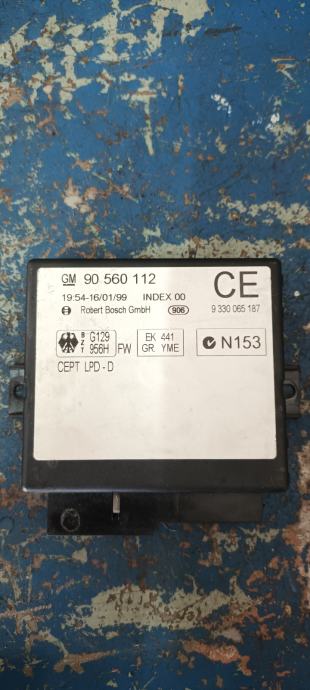 GM 90 560 112 CE
19:54-16/01/99 INDEX 00
Robert Bosch GmbH 906 9 330 065 187
BZT G129 956H FW EK 441 GR. YME N153
CEPT LPD - D